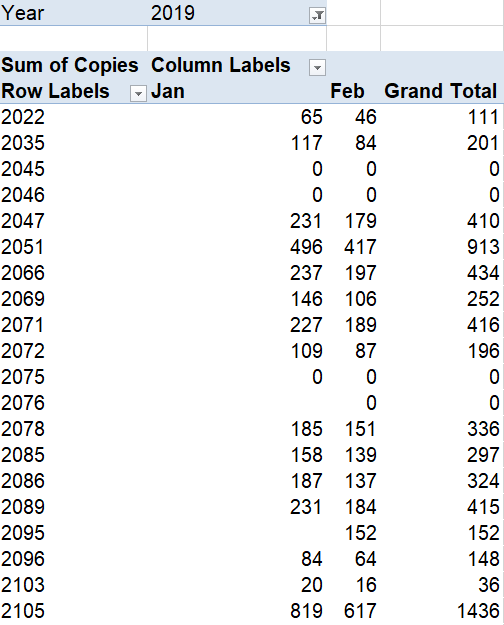 Year 2019
Sum of Copies Column Labels
Row Labels Jan Feb Grand Total
2022 65 46 111
2035 117 84 201
2045 0 0 0
2046 0 0 0
2047 231 179 410
2051 496 417 913
2066 237 197 434
2069 146 106 252
2071 227 189 416
2072 109 87 196
2075 0 0 0
2076 0 0
2078 185 151 336
2085 158 139 297
2086 187 137 324
2089 231 184 415
2095 152 152
2096 84 64 148
2103 20 16 36
2105 819 617 1436